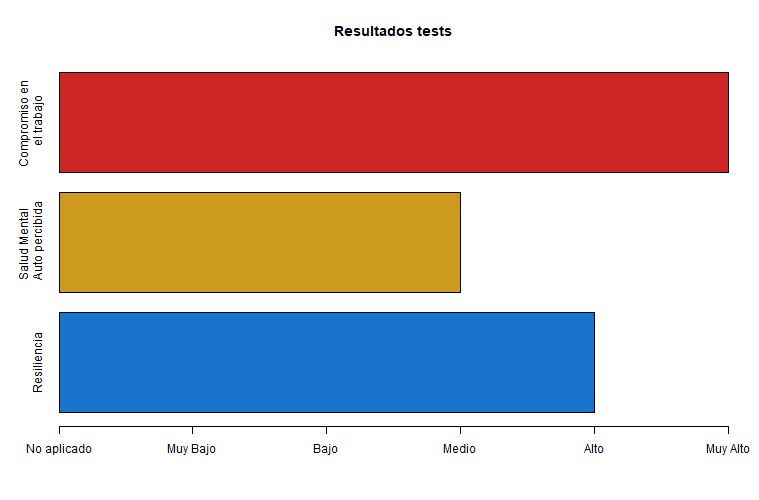 Resultados tests
Compromiso en
el trabajo
Salud Mental
Auto percibida
Resiliencia
No aplicado
Muy Bajo
Bajo
Medio
Alto
Muy Alto